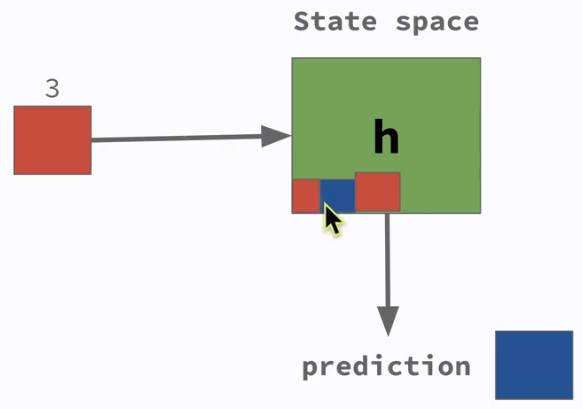 State space
3
h
prediction